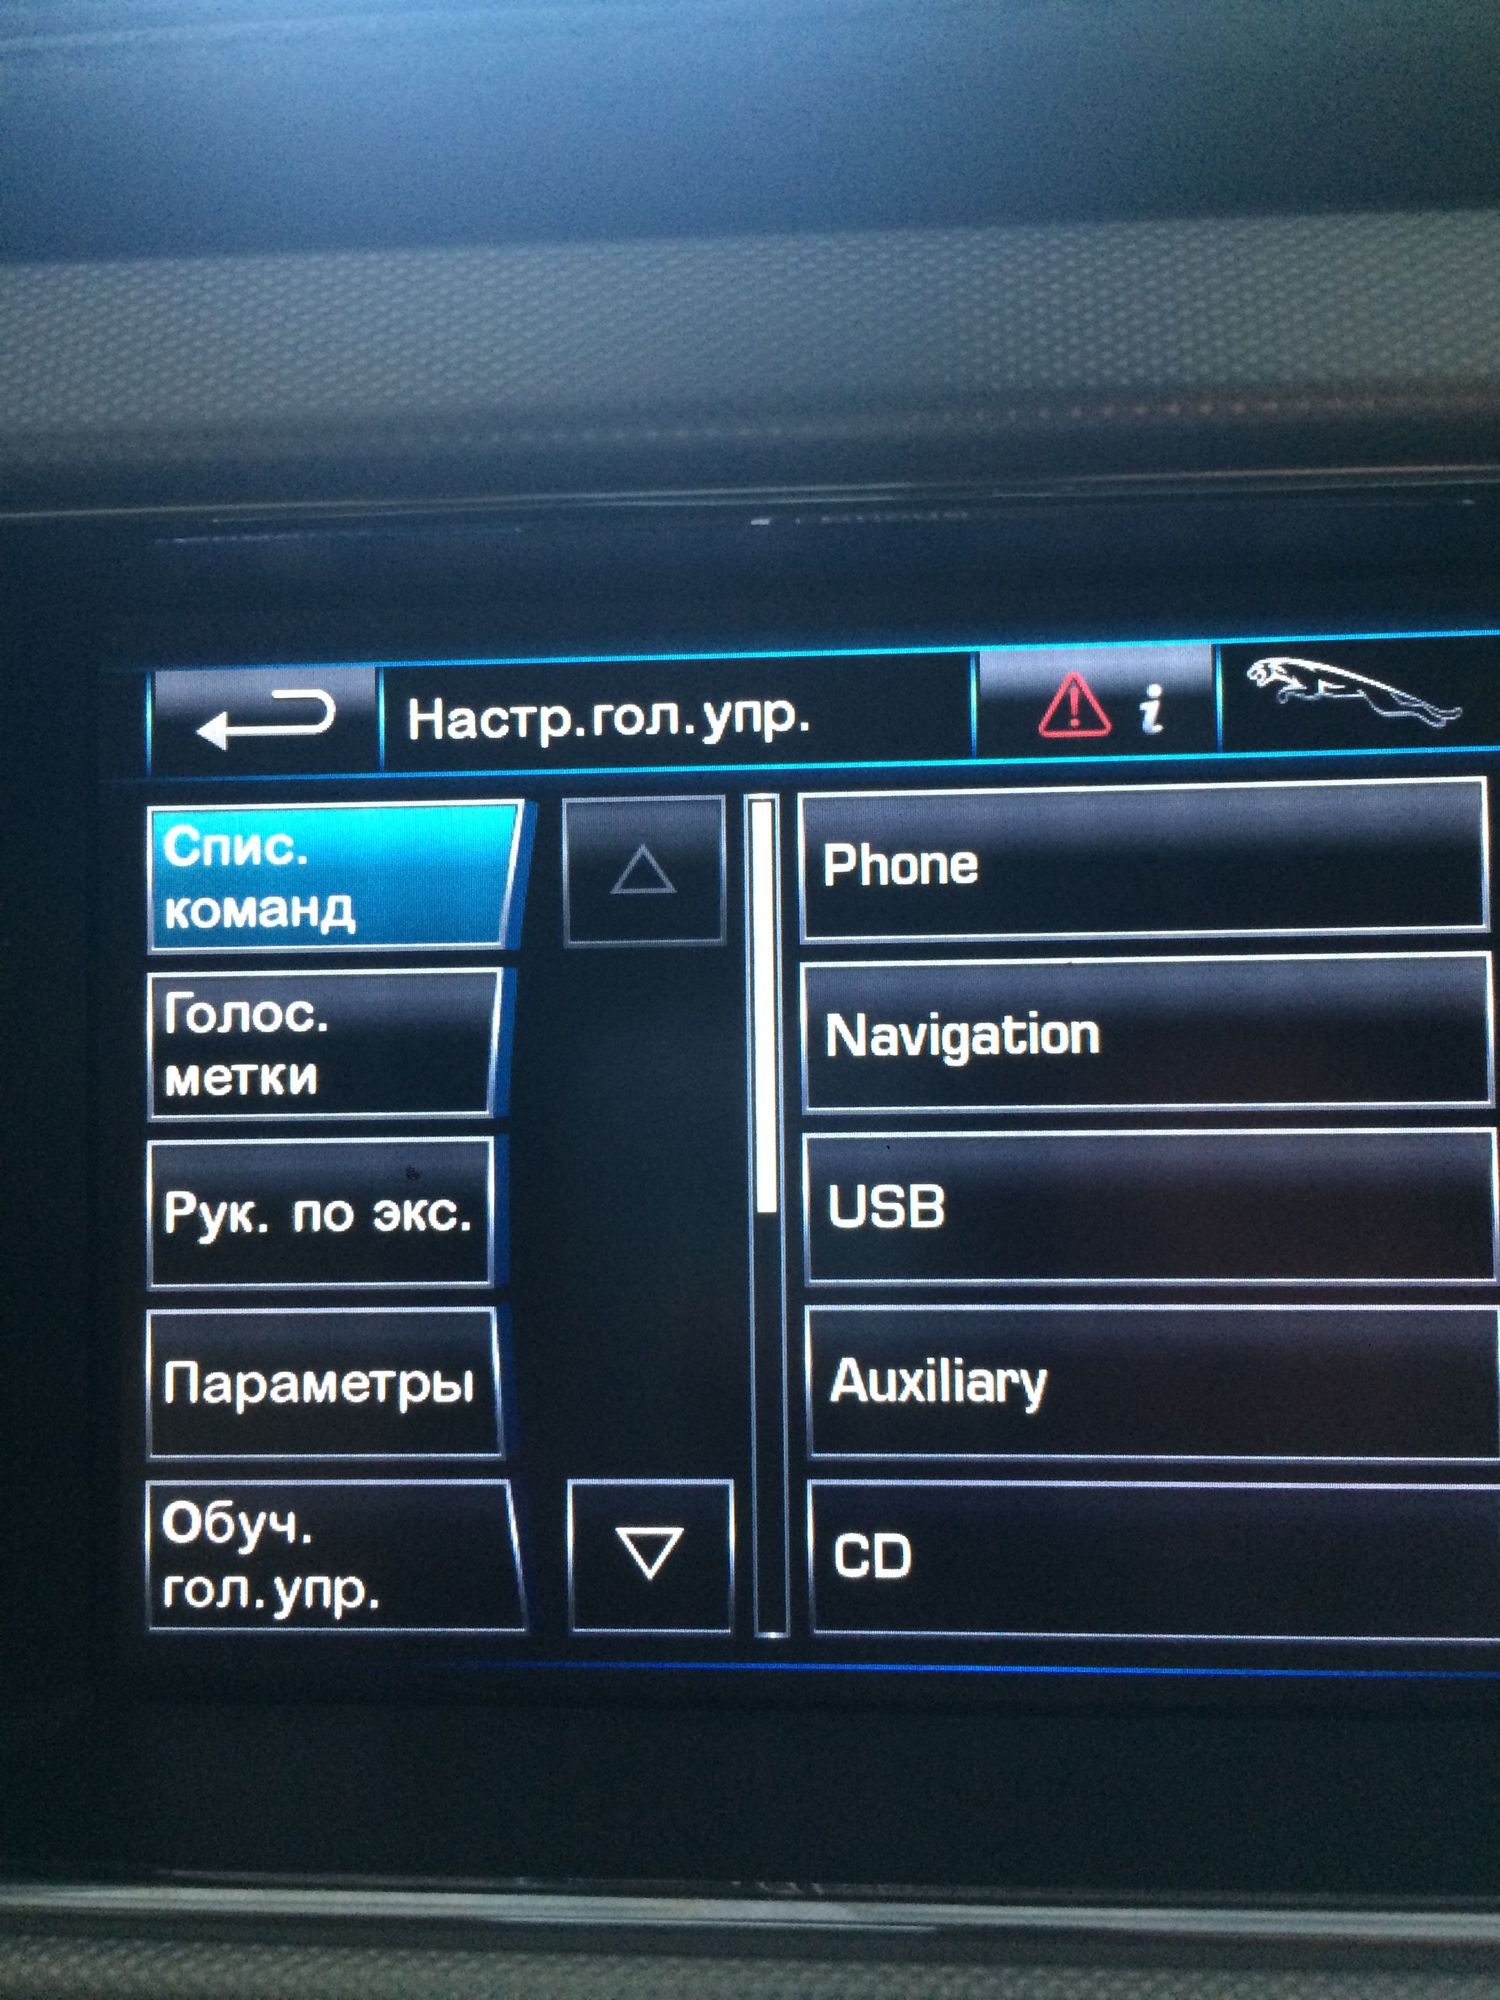 Настр.гол.упр.
i
Спис.
команд
Голос.
метки
Рук. по экс.
Параметры
Обуч.
гол.упр.
Phone
Navigation
USB
Auxiliary
CD